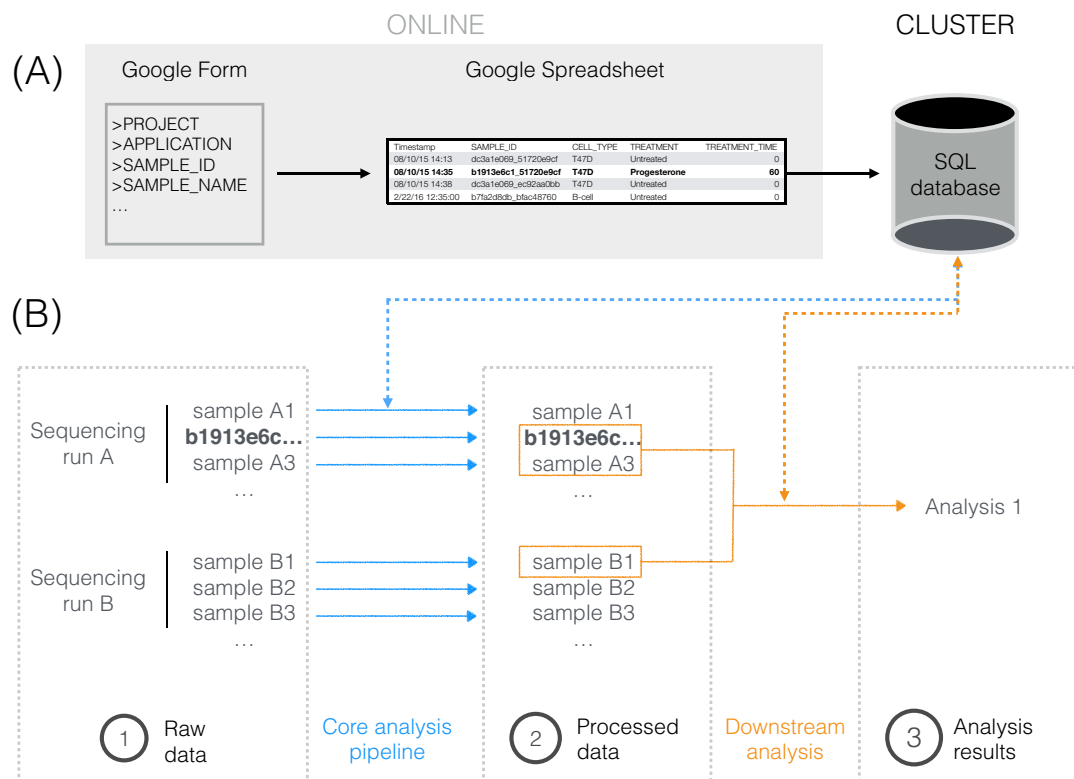 ONLINE
CLUSTER
(A)
Google Form
Google Spreadsheet
>PROJECT
>APPLICATION
>SAMPLE_ID
>SAMPLE_NAME
...
Timestamp SAMPLE_ID CELL_TYPE TREATMENT TREATMENT_TIME
08/10/15 14:13 dc3a1e069_51720e9cf T47D Untreated 0
08/10/15 14:35 b1913e6c1_51720e9cf T47D Progesterone 60
08/10/15 14:38 dc3a1e069_ec92aa0bb T47D Untreated 0
2/22/16 12:35:00 b7fa2d8db_bfac48760 B-cell Untreated 0
SQL
database
(B)
Sequencing
run A
sample A1
b1913e6c...
sample A3
...
Sequencing
run B
sample B1
sample B2
sample B3
...
sample A1
b1913e6c...
sample A3
...
sample B1
sample B2
sample B3
...
Analysis 1
1 Raw
data
Core analysis
pipeline
2 Processed
data
Downstream
analysis
3 Analysis
results